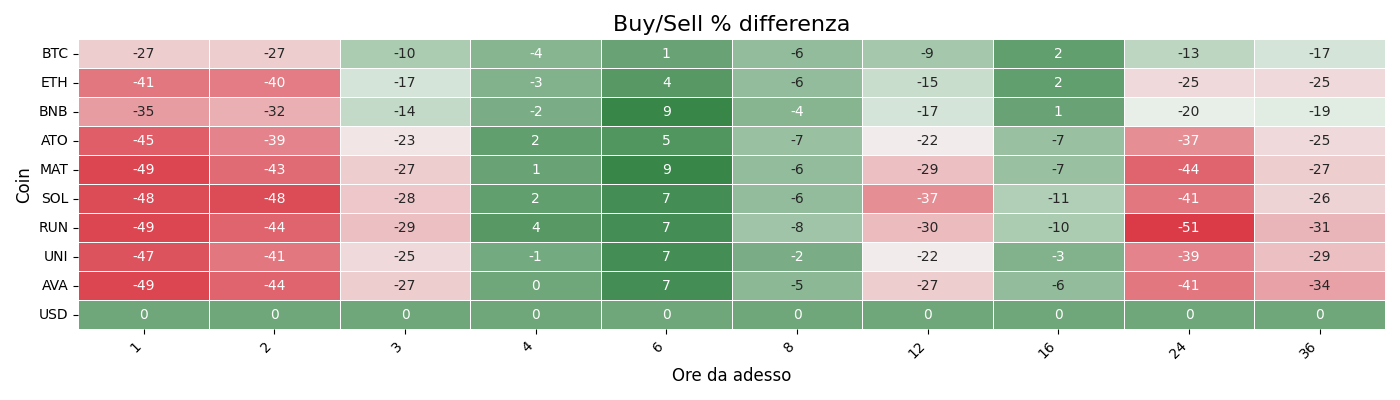 Buy/Sell % differenza
Coin
BTC -27 -27 -10 -4 1 -6 -9 2 -13 -17
ETH -41 -40 -17 -3 4 -6 -15 2 -25 -25
BNB -35 -32 -14 -2 9 -4 -17 1 -20 -19
ATO -45 -39 -23 2 5 -7 -22 -7 -37 -25
MAT -49 -43 -27 1 9 -6 -29 -7 -44 -27
SOL -48 -48 -28 2 7 -6 -37 -11 -41 -26
RUN -49 -44 -29 4 7 -8 -30 -10 -51 -31
UNI -47 -41 -25 -1 7 -2 -22 -3 -39 -29
AVA -49 -44 -27 0 7 -5 -27 -6 -41 -34
USD 0 0 0 0 0 0 0 0 0 0
1 2 3 4 6 8 12 16 24 36
Ore da adesso